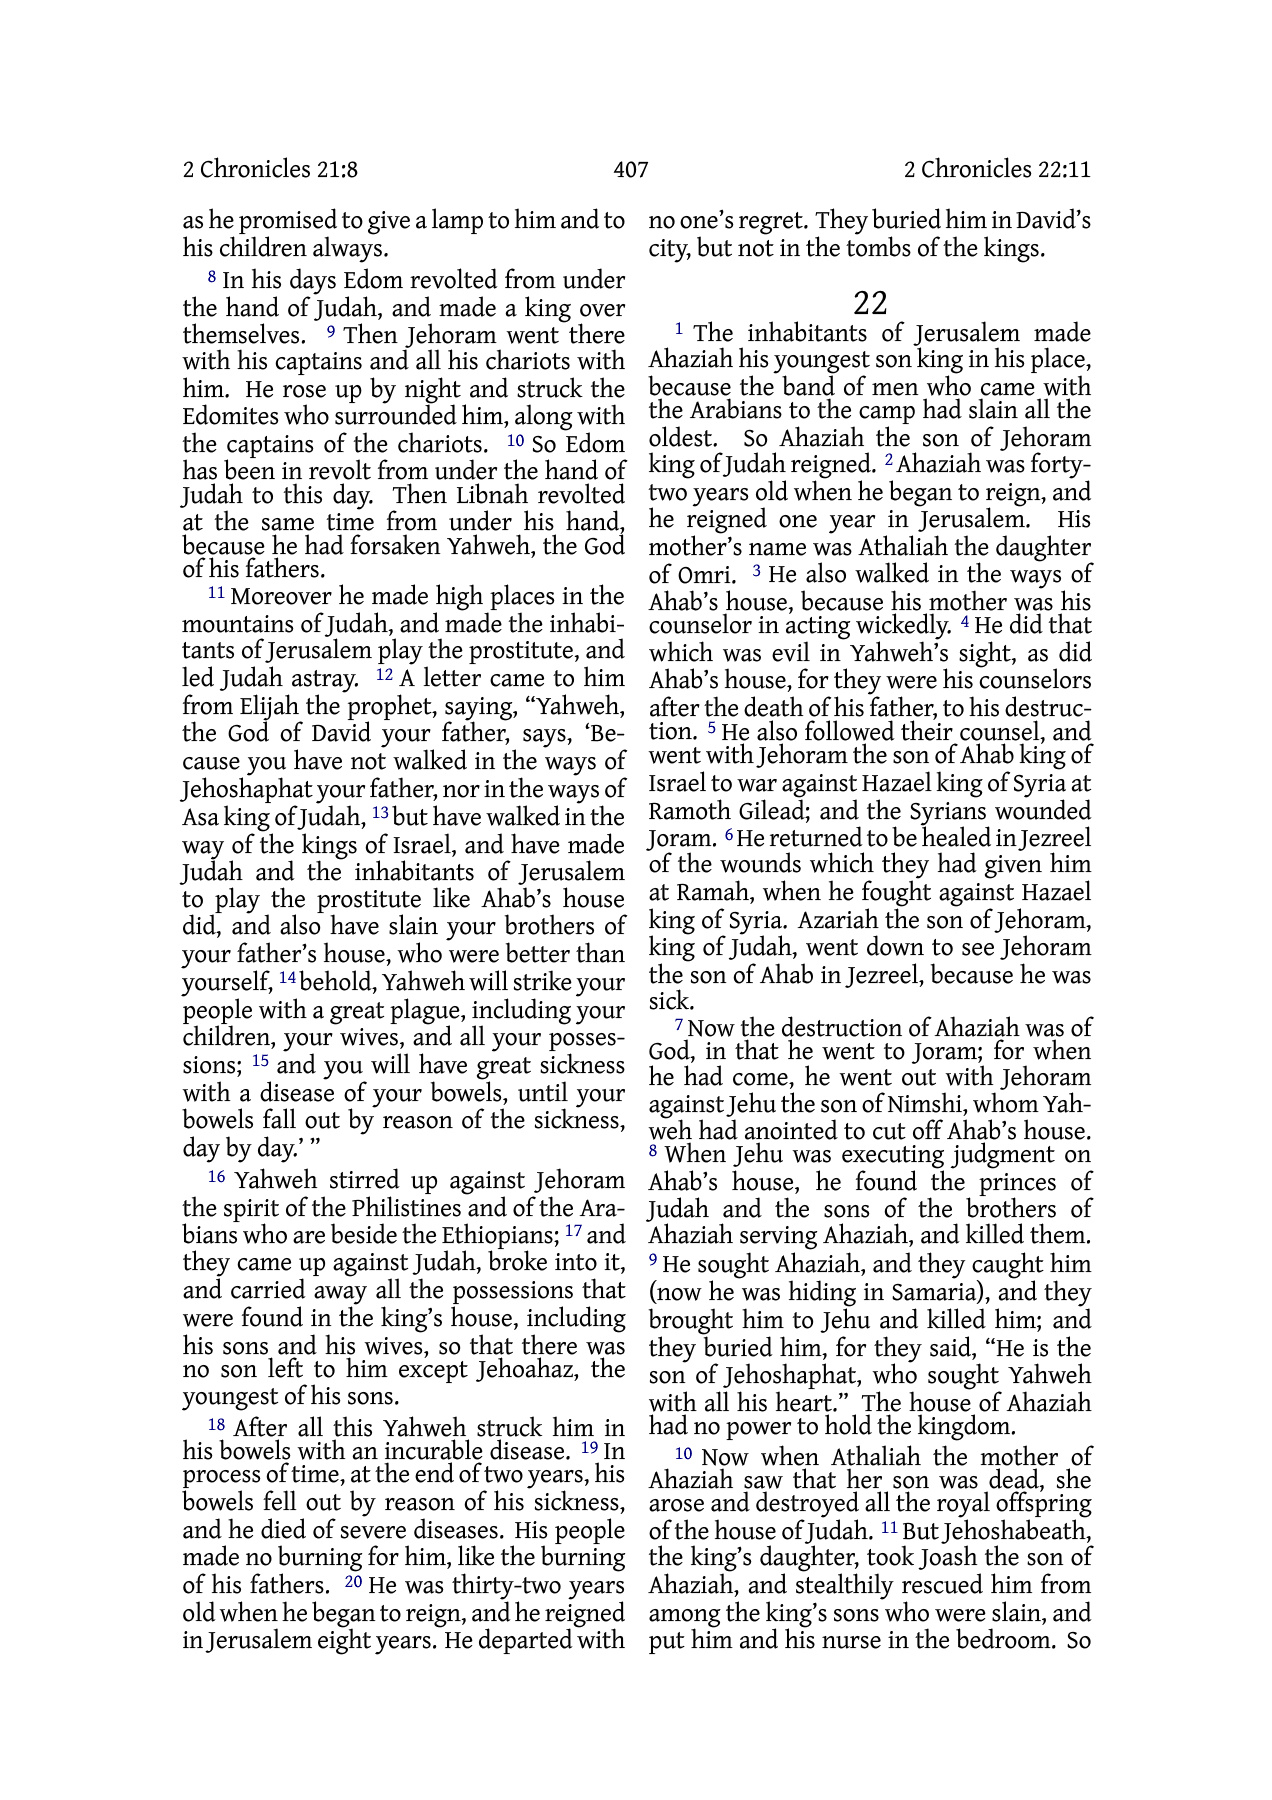 2 Chronicles 21:8 407 2 Chronicles 22:11
as he promised to give a lamp to him and to
his children always.
8 In his days Edom revolted from under
the hand of Judah, and made a king over
themselves. 9 Then Jehoram went there
with his captains and all his chariots with
him. He rose up by night and struck the
Edomites who surrounded him, along with
the captains of the chariots. 10 So Edom
has been in revolt from under the hand of
Judah to this day. Then Libnah revolted
at the same time from under his hand,
because he had forsaken Yahweh, the God
of his fathers.
11 Moreover he made high places in the
mountains of Judah, and made the inhabi-
tants of Jerusalem play the prostitute, and
led Judah astray. 12 A letter came to him
from Elijah the prophet, saying, “Yahweh,
the God of David your father, says, ‘Be-
cause you have not walked in the ways of
Jehoshaphat your father, nor in the ways of
Asa king of Judah, 13 but have walked in the
way of the kings of Israel, and have made
Judah and the inhabitants of Jerusalem
to play the prostitute like Ahab’s house
did, and also have slain your brothers of
your father’s house, who were better than
yourself, 14 behold, Yahweh will strike your
people with a great plague, including your
children, your wives, and all your posses-
sions; 15 and you will have great sickness
with a disease of your bowels, until your
bowels fall out by reason of the sickness,
day by day.’ ”
16 Yahweh stirred up against Jehoram
the spirit of the Philistines and of the Ara-
bians who are beside the Ethiopians; 17 and
they came up against Judah, broke into it,
and carried away all the possessions that
were found in the king’s house, including
his sons and his wives, so that there was
no son left to him except Jehoahaz, the
youngest of his sons.
18 After all this Yahweh struck him in
his bowels with an incurable disease. 19 In
process of time, at the end of two years, his
bowels fell out by reason of his sickness,
and he died of severe diseases. His people
made no burning for him, like the burning
of his fathers. 20 He was thirty-two years
old when he began to reign, and he reigned
in Jerusalem eight years. He departed with
no one’s regret. They buried him in David’s
city, but not in the tombs of the kings.
22
1 The inhabitants of Jerusalem made
Ahaziah his youngest son king in his place,
because the band of men who came with
the Arabians to the camp had slain all the
oldest. So Ahaziah the son of Jehoram
king of Judah reigned. 2 Ahaziah was forty-
two years old when he began to reign, and
he reigned one year in Jerusalem. His
mother’s name was Athaliah the daughter
of Omri. 3 He also walked in the ways of
Ahab’s house, because his mother was his
counselor in acting wickedly. 4 He did that
which was evil in Yahweh’s sight, as did
Ahab’s house, for they were his counselors
after the death of his father, to his destruc-
tion. 5 He also followed their counsel, and
went with Jehoram the son of Ahab king of
Israel to war against Hazael king of Syria at
Ramoth Gilead; and the Syrians wounded
Joram. 6 He returned to be healed in Jezreel
of the wounds which they had given him
at Ramah, when he fought against Hazael
king of Syria. Azariah the son of Jehoram,
king of Judah, went down to see Jehoram
the son of Ahab in Jezreel, because he was
sick.
7 Now the destruction of Ahaziah was of
God, in that he went to Joram; for when
he had come, he went out with Jehoram
against Jehu the son of Nimshi, whom Yah-
weh had anointed to cut off Ahab’s house.
8 When Jehu was executing judgment on
Ahab’s house, he found the princes of
Judah and the sons of the brothers of
Ahaziah serving Ahaziah, and killed them.
9 He sought Ahaziah, and they caught him
(now he was hiding in Samaria), and they
brought him to Jehu and killed him; and
they buried him, for they said, “He is the
son of Jehoshaphat, who sought Yahweh
with all his heart.” The house of Ahaziah
had no power to hold the kingdom.
10 Now when Athaliah the mother of
Ahaziah saw that her son was dead, she
arose and destroyed all the royal offspring
of the house of Judah. 11 But Jehoshabeath,
the king’s daughter, took Joash the son of
Ahaziah, and stealthily rescued him from
among the king’s sons who were slain, and
put him and his nurse in the bedroom. So